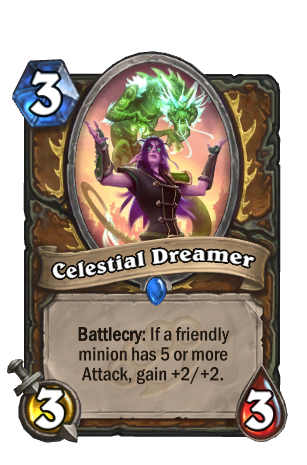 3
Celestial Dreamer
Battlecry: If a friendly
minion has 5 or more
Attack, gain +2/+2.
3
3